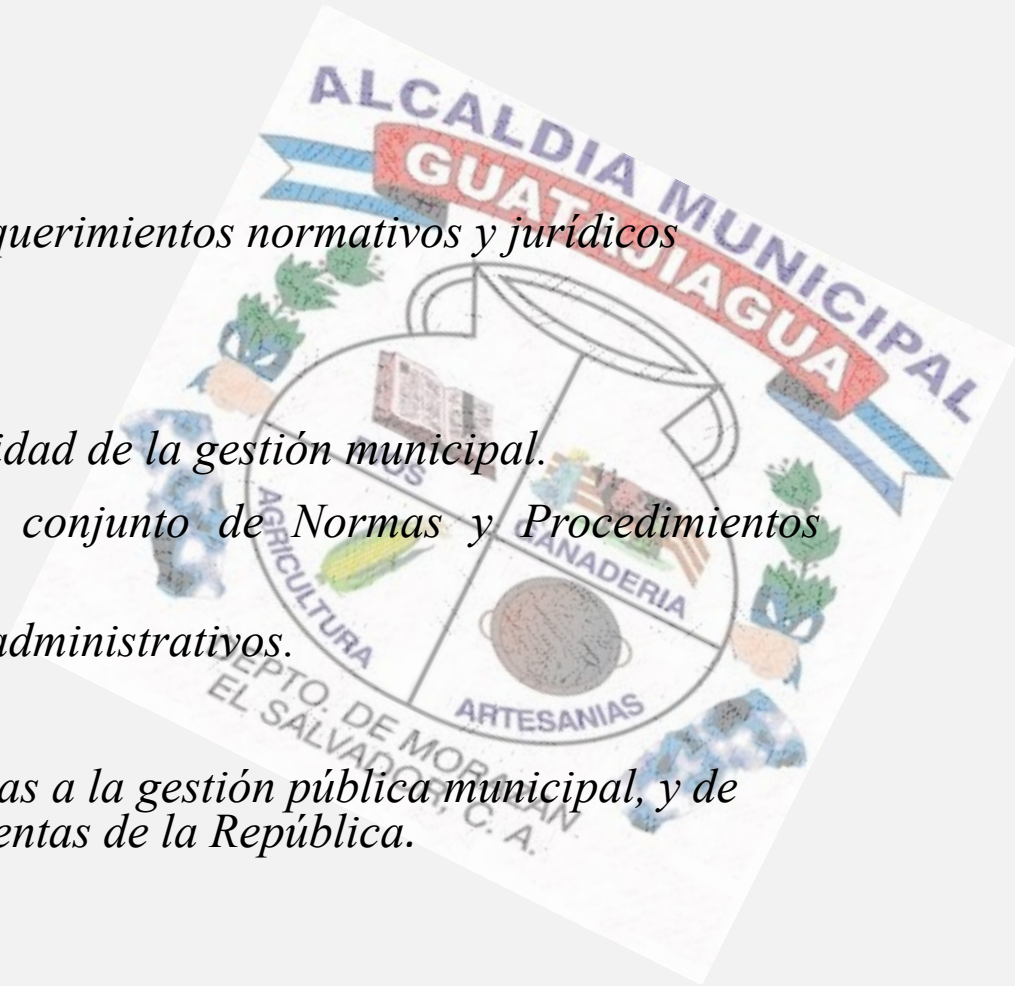 ALCALDIA MUNICIPAL
GUATAJIAGUA
querimientos normativos y jurídicos
idad de la gestión municipal.
conjunto de Normas y Procedimientos
administrativos.
as a la gestión pública municipal, y de
entas de la República.
AGRICULTURA
GANADERIA
ARTESANIAS
DEPTO. DE MORAZAN
EL SALVADOR, C. A.